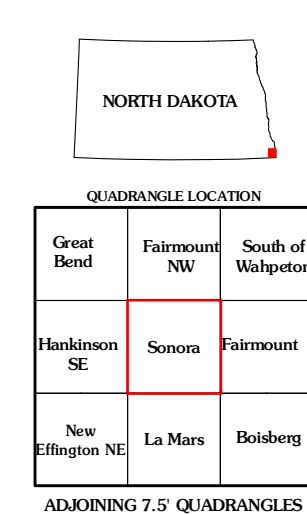 NORTH DAKOTA
QUADRANGLE LOCATION
Great
Bend
Fairmount
NW
South of
Wahpeton
Hankinson
SE
Sonora
Fairmount
New
Effington NE
La Mars
Boisberg
ADJOINING 7.5' QUADRANGLES